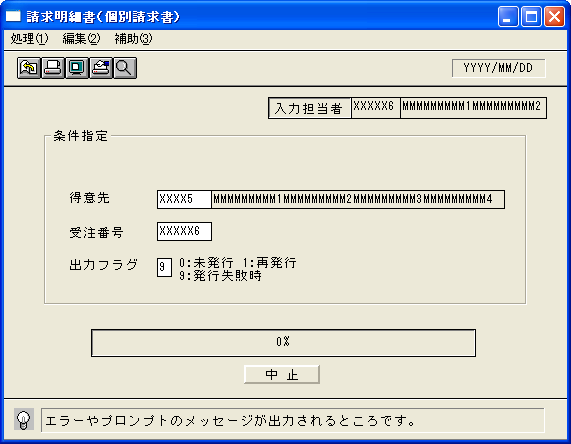 請求明細書(個別請求書)
処理(1) 編集(2) 補助(3)
YYYY/MM/DD
入力担当者 XXXXX6 MMMMMMMMM1MMMMMMMMM2
条件指定
得意先 XXXX5 MMMMMMMMM1MMMMMMMMM2MMMMMMMMM3MMMMMMMMM4
受注番号 XXXXX6
出力フラグ 9 0:未発行 1:再発行
9:発行失敗時
0%
中 止
エラーやプロンプトのメッセージが出力されるところです。